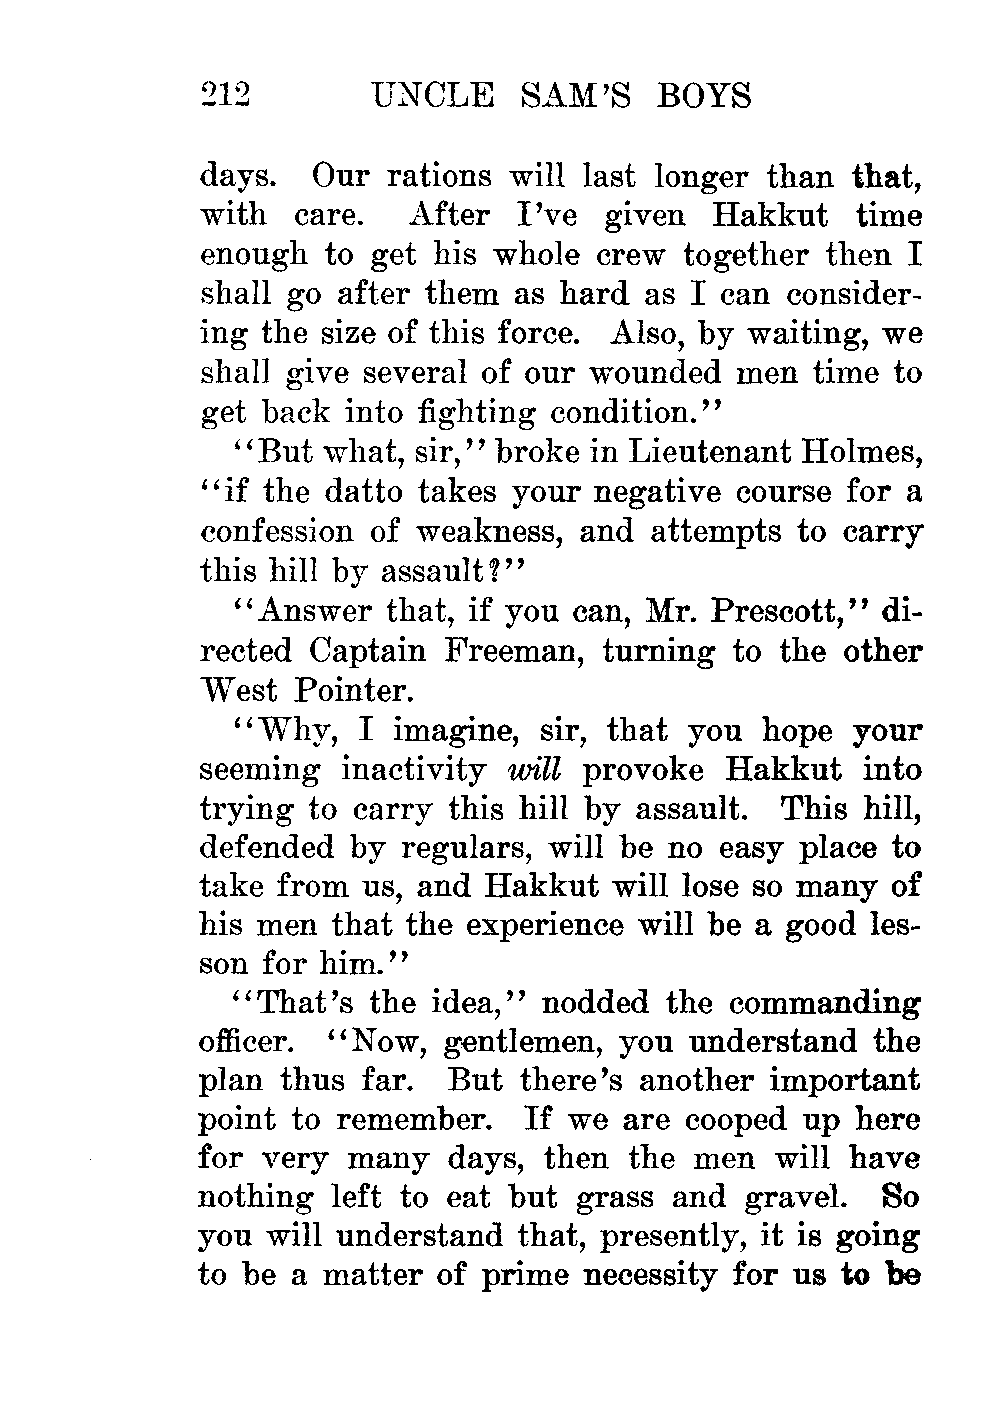 212 UNCLE SAM'S BOYS
days. Our rations will last longer than that,
with care. After I've given Hakkut time
enough to get his whole crew together then I
shall go after them as hard as I can consider-
ing the size of this force. Also, by waiting, we
shall give several of our wounded men time to
get back into fighting condition.”
“But what, sir,” broke in Lieutenant Holmes,
“if the datto takes your negative course for a
confession of weakness, and attempts to carry
this hill by assault?”
“Answer that, if you can, Mr. Prescott,” di-
rected Captain Freeman, turning to the other
West Pointer.
“Why, I imagine, sir, that you hope your
seeming inactivity will provoke Hakkut into
trying to carry this hill by assault. This hill,
defended by regulars, will be no easy place to
take from us, and Hakkut will lose so many of
his men that the experience will be a good les-
son for him.”
“That's the idea,” nodded the commanding
officer. “Now, gentlemen, you understand the
plan thus far. But there's another important
point to remember. If we are cooped up here
for very many days, then the men will have
nothing left to eat but grass and gravel. So
you will understand that, presently, it is going
to be a matter of prime necessity for us to be